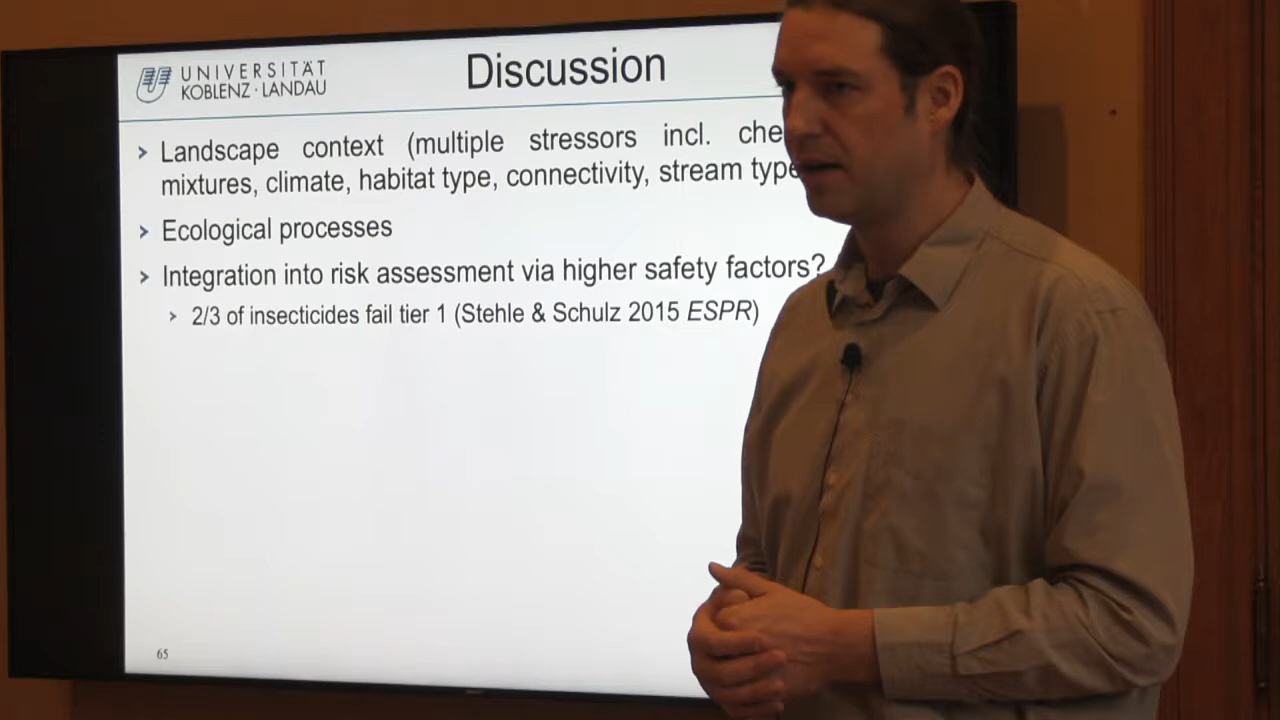 UNIVERSITÄT
KOBLENZ · LANDAU
Discussion
Landscape context (multiple stressors incl.
mixtures, climate, habitat type, connectivity, stream type
Ecological processes
Integration into risk assessment via higher safety factors?
2/3 of insecticides fail tier 1 (Stehle & Schulz 2015 ESPR)
65